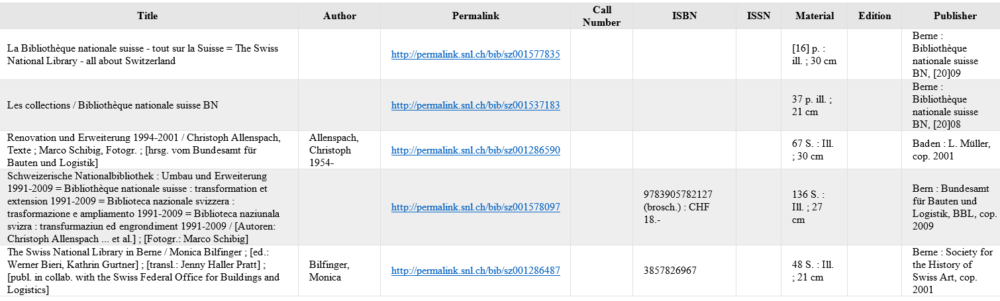 Title Author Permalink Call Number ISBN ISSN Material Edition Publisher
La Bibliothèque nationale suisse - tout sur la Suisse = The Swiss
National Library - all about Switzerland
http://permalink.snl.ch/bib/sz001577835
[16] p. :
ill. ; 30 cm
Berne :
Bibliothèque
nationale suisse
BN, [20]09
Les collections / Bibliothèque nationale suisse BN
http://permalink.snl.ch/bib/sz001537183
37 p. ill. ;
21 cm
Berne :
Bibliothèque
nationale suisse
BN, [20]08
Renovation und Erweiterung 1994-2001 / Christoph Allenspach,
Texte ; Marco Schibig, Fotogr. ; [hrsg. vom Bundesamt für
Bauten und Logistik]
Allenspach,
Christoph
1954-
http://permalink.snl.ch/bib/sz001286590
67 S. : Ill.
; 30 cm
Baden : L. Müller,
cop. 2001
Schweizerische Nationalbibliothek : Umbau und Erweiterung
1991-2009 = Bibliothèque nationale suisse : transformation et
extension 1991-2009 = Biblioteca nazionale svizzera :
trasformazione e ampliamento 1991-2009 = Biblioteca naziunala
svizra : transfurmaziun ed engrondiment 1991-2009 / [Autoren:
Christoph Allenspach ... et al.] ; [Fotogr.: Marco Schibig]
http://permalink.snl.ch/bib/sz001578097
9783905782127
(brosch.) : CHF
18.-
136 S. :
Ill. ; 27
cm
Bern : Bundesamt
für Bauten und
Logistik, BBL, cop.
2009
The Swiss National Library in Berne / Monica Bilfinger ; [ed.:
Werner Bieri, Kathrin Gurtner] ; [transl.: Jenny Haller Pratt] ;
[publ. in collab. with the Swiss Federal Office for Buildings and
Logistics]
Bilfinger,
Monica
http://permalink.snl.ch/bib/sz001286487
3857826967
48 S. : Ill.
; 21 cm
Berne : Society for
the History of
Swiss Art, cop.
2001